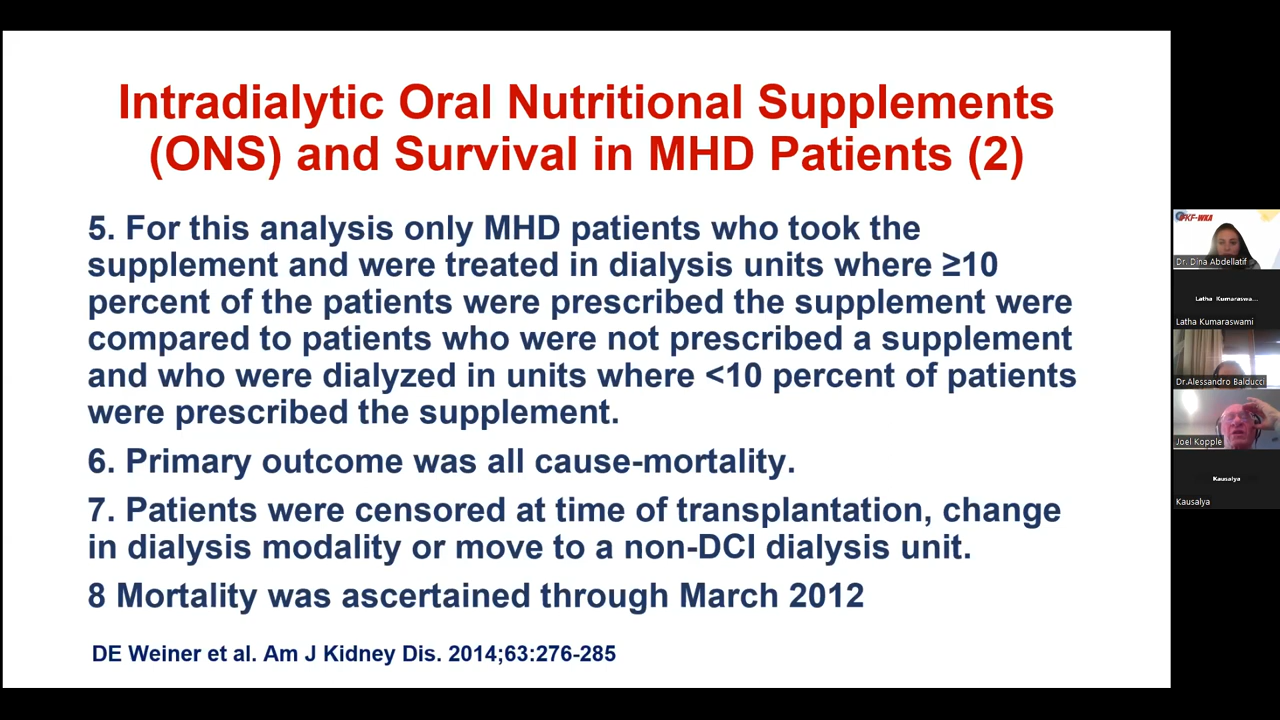 Intradialytic Oral Nutritional Supplements
(ONS) and Survival in MHD Patients (2)
5. For this analysis only MHD patients who took the
supplement and were treated in dialysis units where ≥10
percent of the patients were prescribed the supplement were
compared to patients who were not prescribed a supplement
and who were dialyzed in units where <10 percent of patients
were prescribed the supplement.
6. Primary outcome was all cause-mortality.
7. Patients were censored at time of transplantation, change
in dialysis modality or move to a non-DCI dialysis unit.
8 Mortality was ascertained through March 2012
DE Weiner et al. Am J Kidney Dis. 2014;63:276-285
IFKF-WKA
Dr. Dina Abdellatif
Latha Kumaraswa...
Latha Kumaraswami
Dr.Alessandro Balducci
Joel Kopple
Kausalya
Kausalya